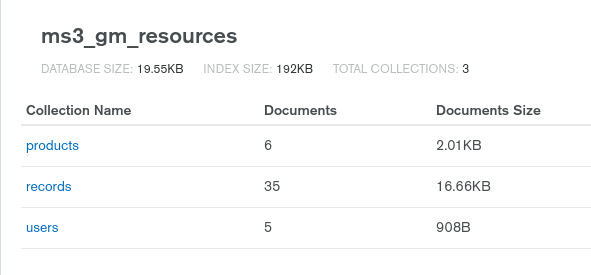 ms3_gm_resources
DATABASE SIZE: 19.55KB INDEX SIZE: 192KB TOTAL COLLECTIONS: 3
Collection Name Documents Documents Size
products 6 2.01KB
records 35 16.66KB
users 5 908B